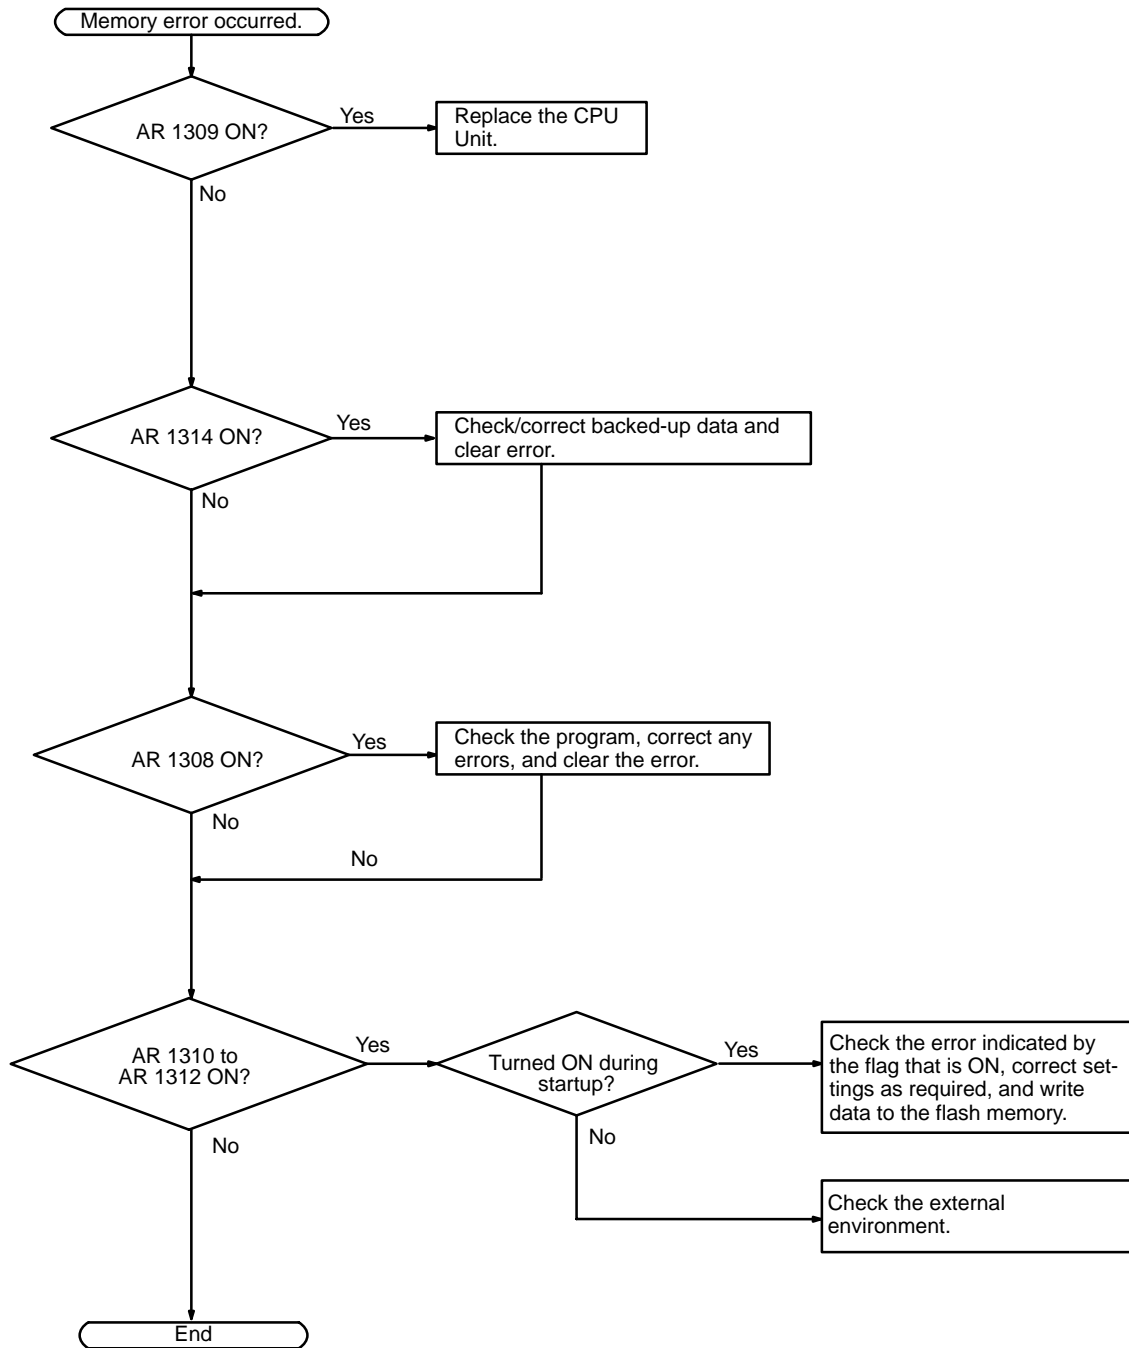 Memory error occurred.
AR 1309 ON?
Yes
Replace the CPU
Unit.
No
AR 1314 ON?
Yes
Check/correct backed-up data and
clear error.
No
AR 1308 ON?
Yes
Check the program, correct any
errors, and clear the error.
No
No
AR 1310 to
AR 1312 ON?
Yes
Turned ON during
startup?
Yes
Check the error indicated by
the flag that is ON, correct set-
tings as required, and write
data to the flash memory.
No
No
Check the external
environment.
End